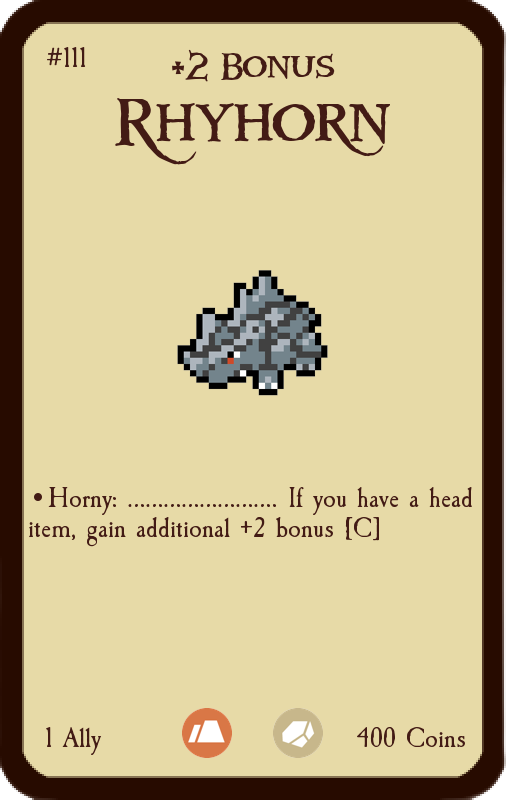 #111
+2 Bonus
Rhyhorn
•Horny: ......................... If you have a head
item, gain additional +2 bonus [C]
1 Ally
400 Coins